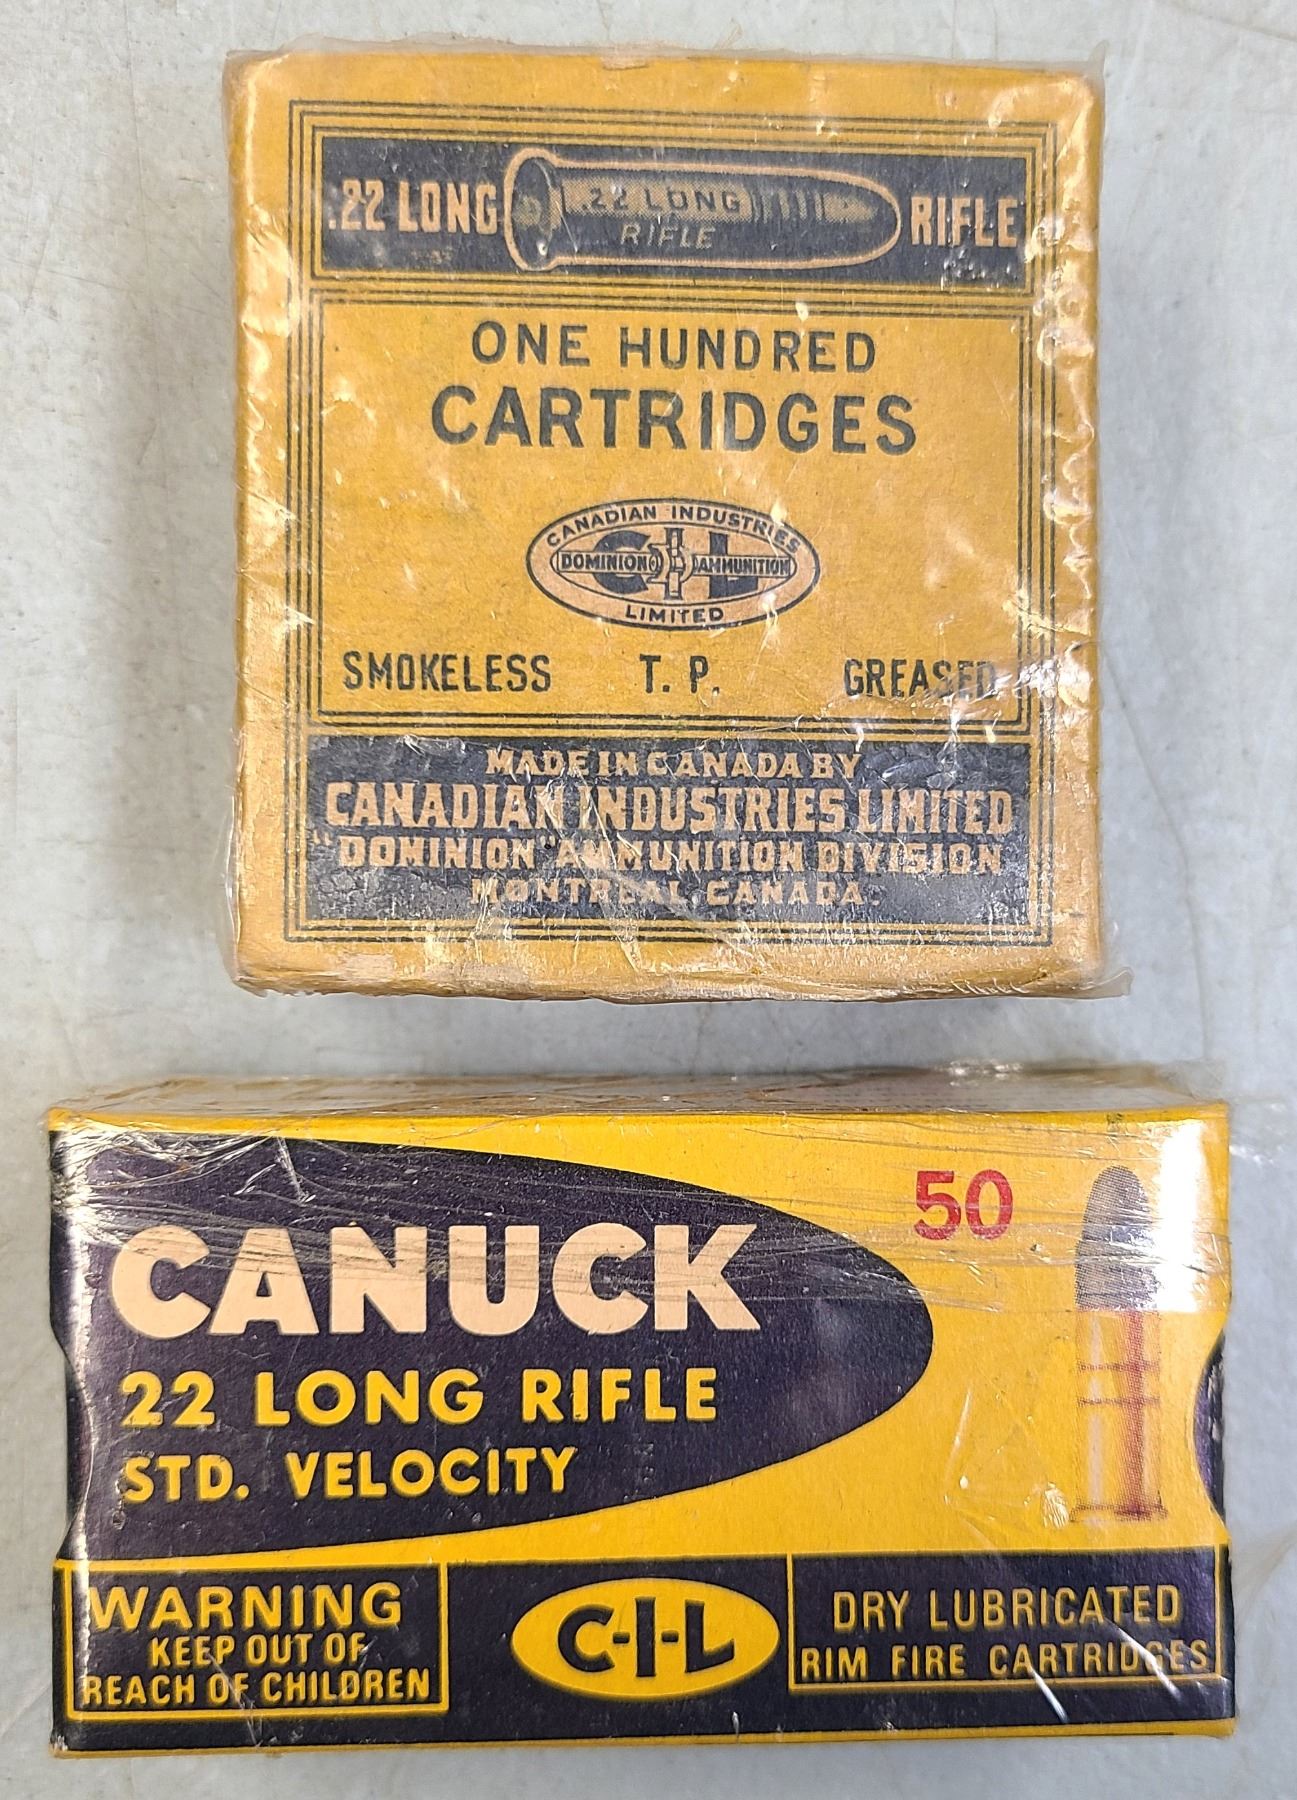 .22 LONG RIFLE
.22 LONG
RIFLE
ONE HUNDRED
CARTRIDGES
CANADIAN INDUSTRIES
CIL
DOMINION AMMUNITION
LIMITED
SMOKELESS T. P. GREASED
MADE IN CANADA BY
CANADIAN INDUSTRIES LIMITED
"DOMINION" AMMUNITION DIVISION
MONTREAL, CANADA.
50
CANUCK
22 LONG RIFLE
STD. VELOCITY
WARNING
KEEP OUT OF
REACH OF CHILDREN
C-I-L
DRY LUBRICATED
RIM FIRE CARTRIDGES